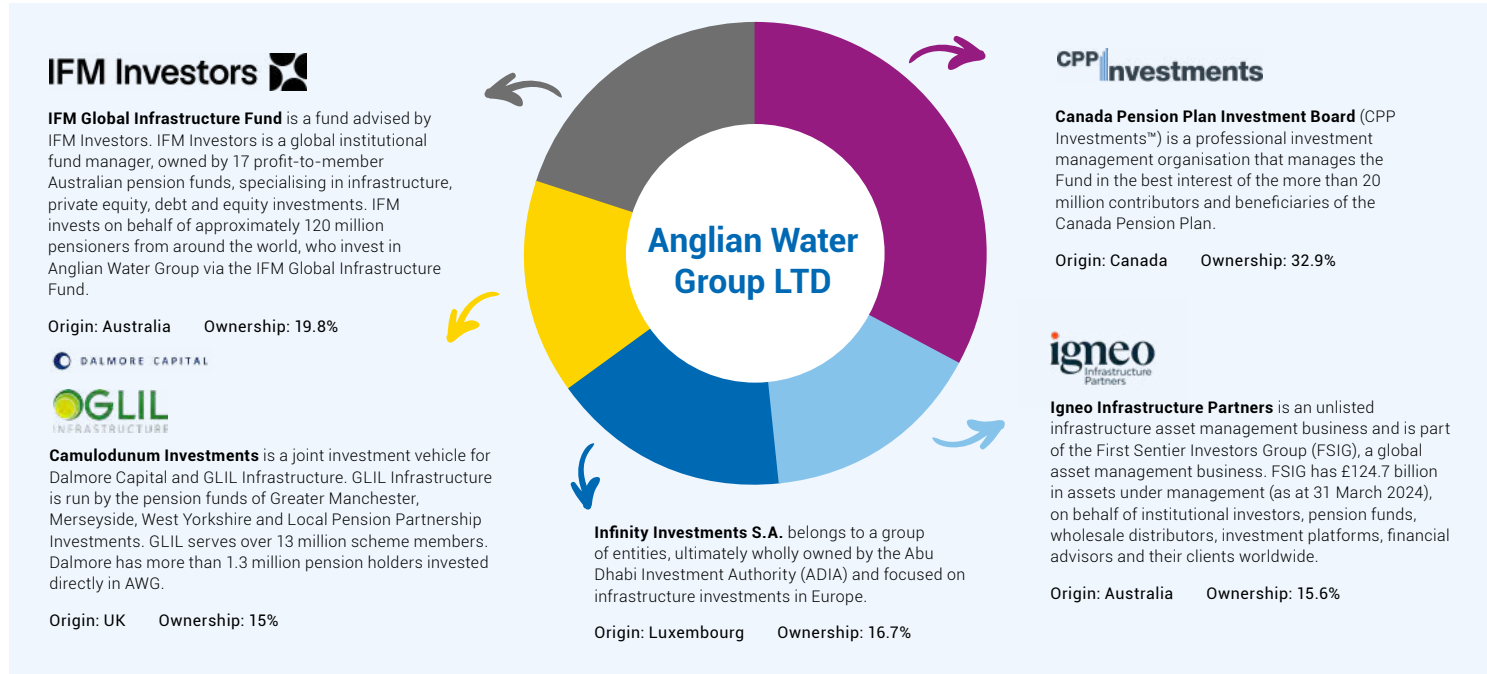 IFM Investors
IFM Global Infrastructure Fund is a fund advised by
IFM Investors. IFM Investors is a global institutional
fund manager, owned by 17 profit-to-member
Australian pension funds, specialising in infrastructure,
private equity, debt and equity investments. IFM
invests on behalf of approximately 120 million
pensioners from around the world, who invest in
Anglian Water Group via the IFM Global Infrastructure
Fund.
Origin: Australia Ownership: 19.8%
DALMORE CAPITAL
GLIL
INFRASTRUCTURE
Camulodunum Investments is a joint investment vehicle for
Dalmore Capital and GLIL Infrastructure. GLIL Infrastructure
is run by the pension funds of Greater Manchester,
Merseyside, West Yorkshire and Local Pension Partnership
Investments. GLIL serves over 13 million scheme members.
Dalmore has more than 1.3 million pension holders invested
directly in AWG.
Origin: UK Ownership: 15%
Anglian Water
Group LTD
Infinity Investments S.A. belongs to a group
of entities, ultimately wholly owned by the Abu
Dhabi Investment Authority (ADIA) and focused on
infrastructure investments in Europe.
Origin: Luxembourg Ownership: 16.7%
CPP Investments
Canada Pension Plan Investment Board (CPP
Investments™) is a professional investment
management organisation that manages the
Fund in the best interest of the more than 20
million contributors and beneficiaries of the
Canada Pension Plan.
Origin: Canada Ownership: 32.9%
igneo
Infrastructure
Partners
Igneo Infrastructure Partners is an unlisted
infrastructure asset management business and is part
of the First Sentier Investors Group (FSIG), a global
asset management business. FSIG has £124.7 billion
in assets under management (as at 31 March 2024),
on behalf of institutional investors, pension funds,
wholesale distributors, investment platforms, financial
advisors and their clients worldwide.
Origin: Australia Ownership: 15.6%